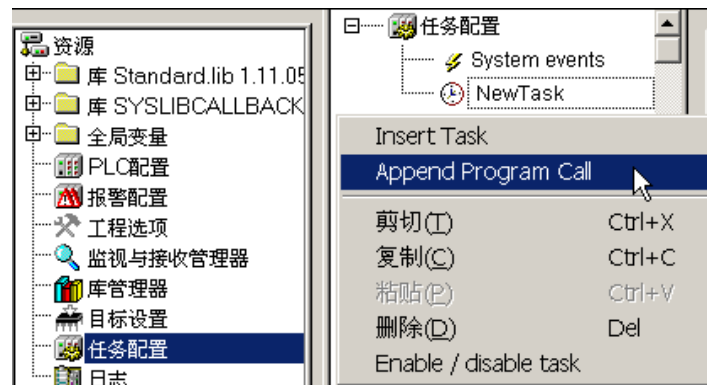 资源
库 Standard.lib 1.11.05
库 SYSLIBCALLBACK
全局变量
PLC配置
报警配置
工程选项
监视与接收管理器
库管理器
目标设置
任务配置
日志
任务配置
System events
NewTask
Insert Task
Append Program Call
剪切(T) Ctrl+X
复制(C) Ctrl+C
粘贴(P) Ctrl+V
删除(D) Del
Enable / disable task